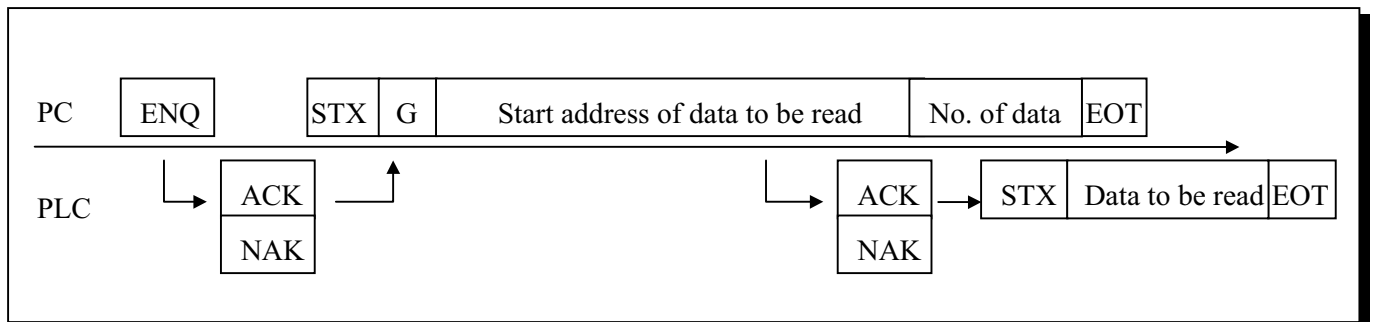 PC ENQ STX G Start address of data to be read No. of data EOT
PLC ACK ACK STX Data to be read EOT
NAK NAK